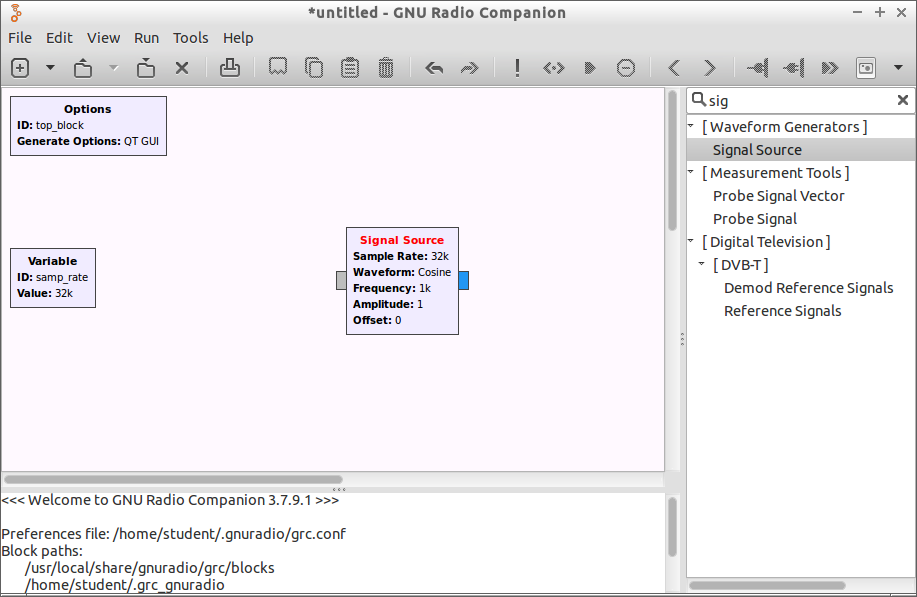 *untitled - GNU Radio Companion
File Edit View Run Tools Help
Options
ID: top_block
Generate Options: QT GUI
Variable
ID: samp_rate
Value: 32k
Signal Source
Sample Rate: 32k
Waveform: Cosine
Frequency: 1k
Amplitude: 1
Offset: 0
sig
[ Waveform Generators ]
Signal Source
[ Measurement Tools ]
Probe Signal Vector
Probe Signal
[ Digital Television ]
[ DVB-T ]
Demod Reference Signals
Reference Signals
<<< Welcome to GNU Radio Companion 3.7.9.1 >>>
Preferences file: /home/student/.gnuradio/grc.conf
Block paths:
/usr/local/share/gnuradio/grc/blocks
/home/student/.grc_gnuradio